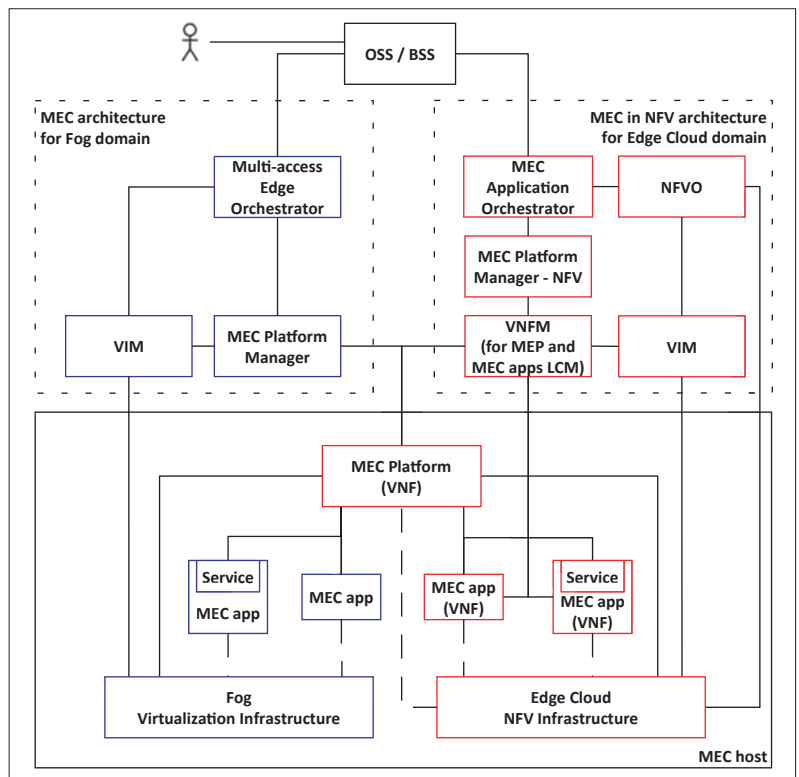 OSS / BSS
MEC architecture
for Fog domain
MEC in NFV architecture
for Edge Cloud domain
Multi-access
Edge
Orchestrator
MEC
Application
Orchestrator
NFVO
MEC Platform
Manager - NFV
VIM
MEC Platform
Manager
VNFM
(for MEP and
MEC apps LCM)
VIM
MEC Platform
(VNF)
Service
MEC app
MEC app
MEC app
(VNF)
Service
MEC app
(VNF)
Fog
Virtualization Infrastructure
Edge Cloud
NFV Infrastructure
MEC host